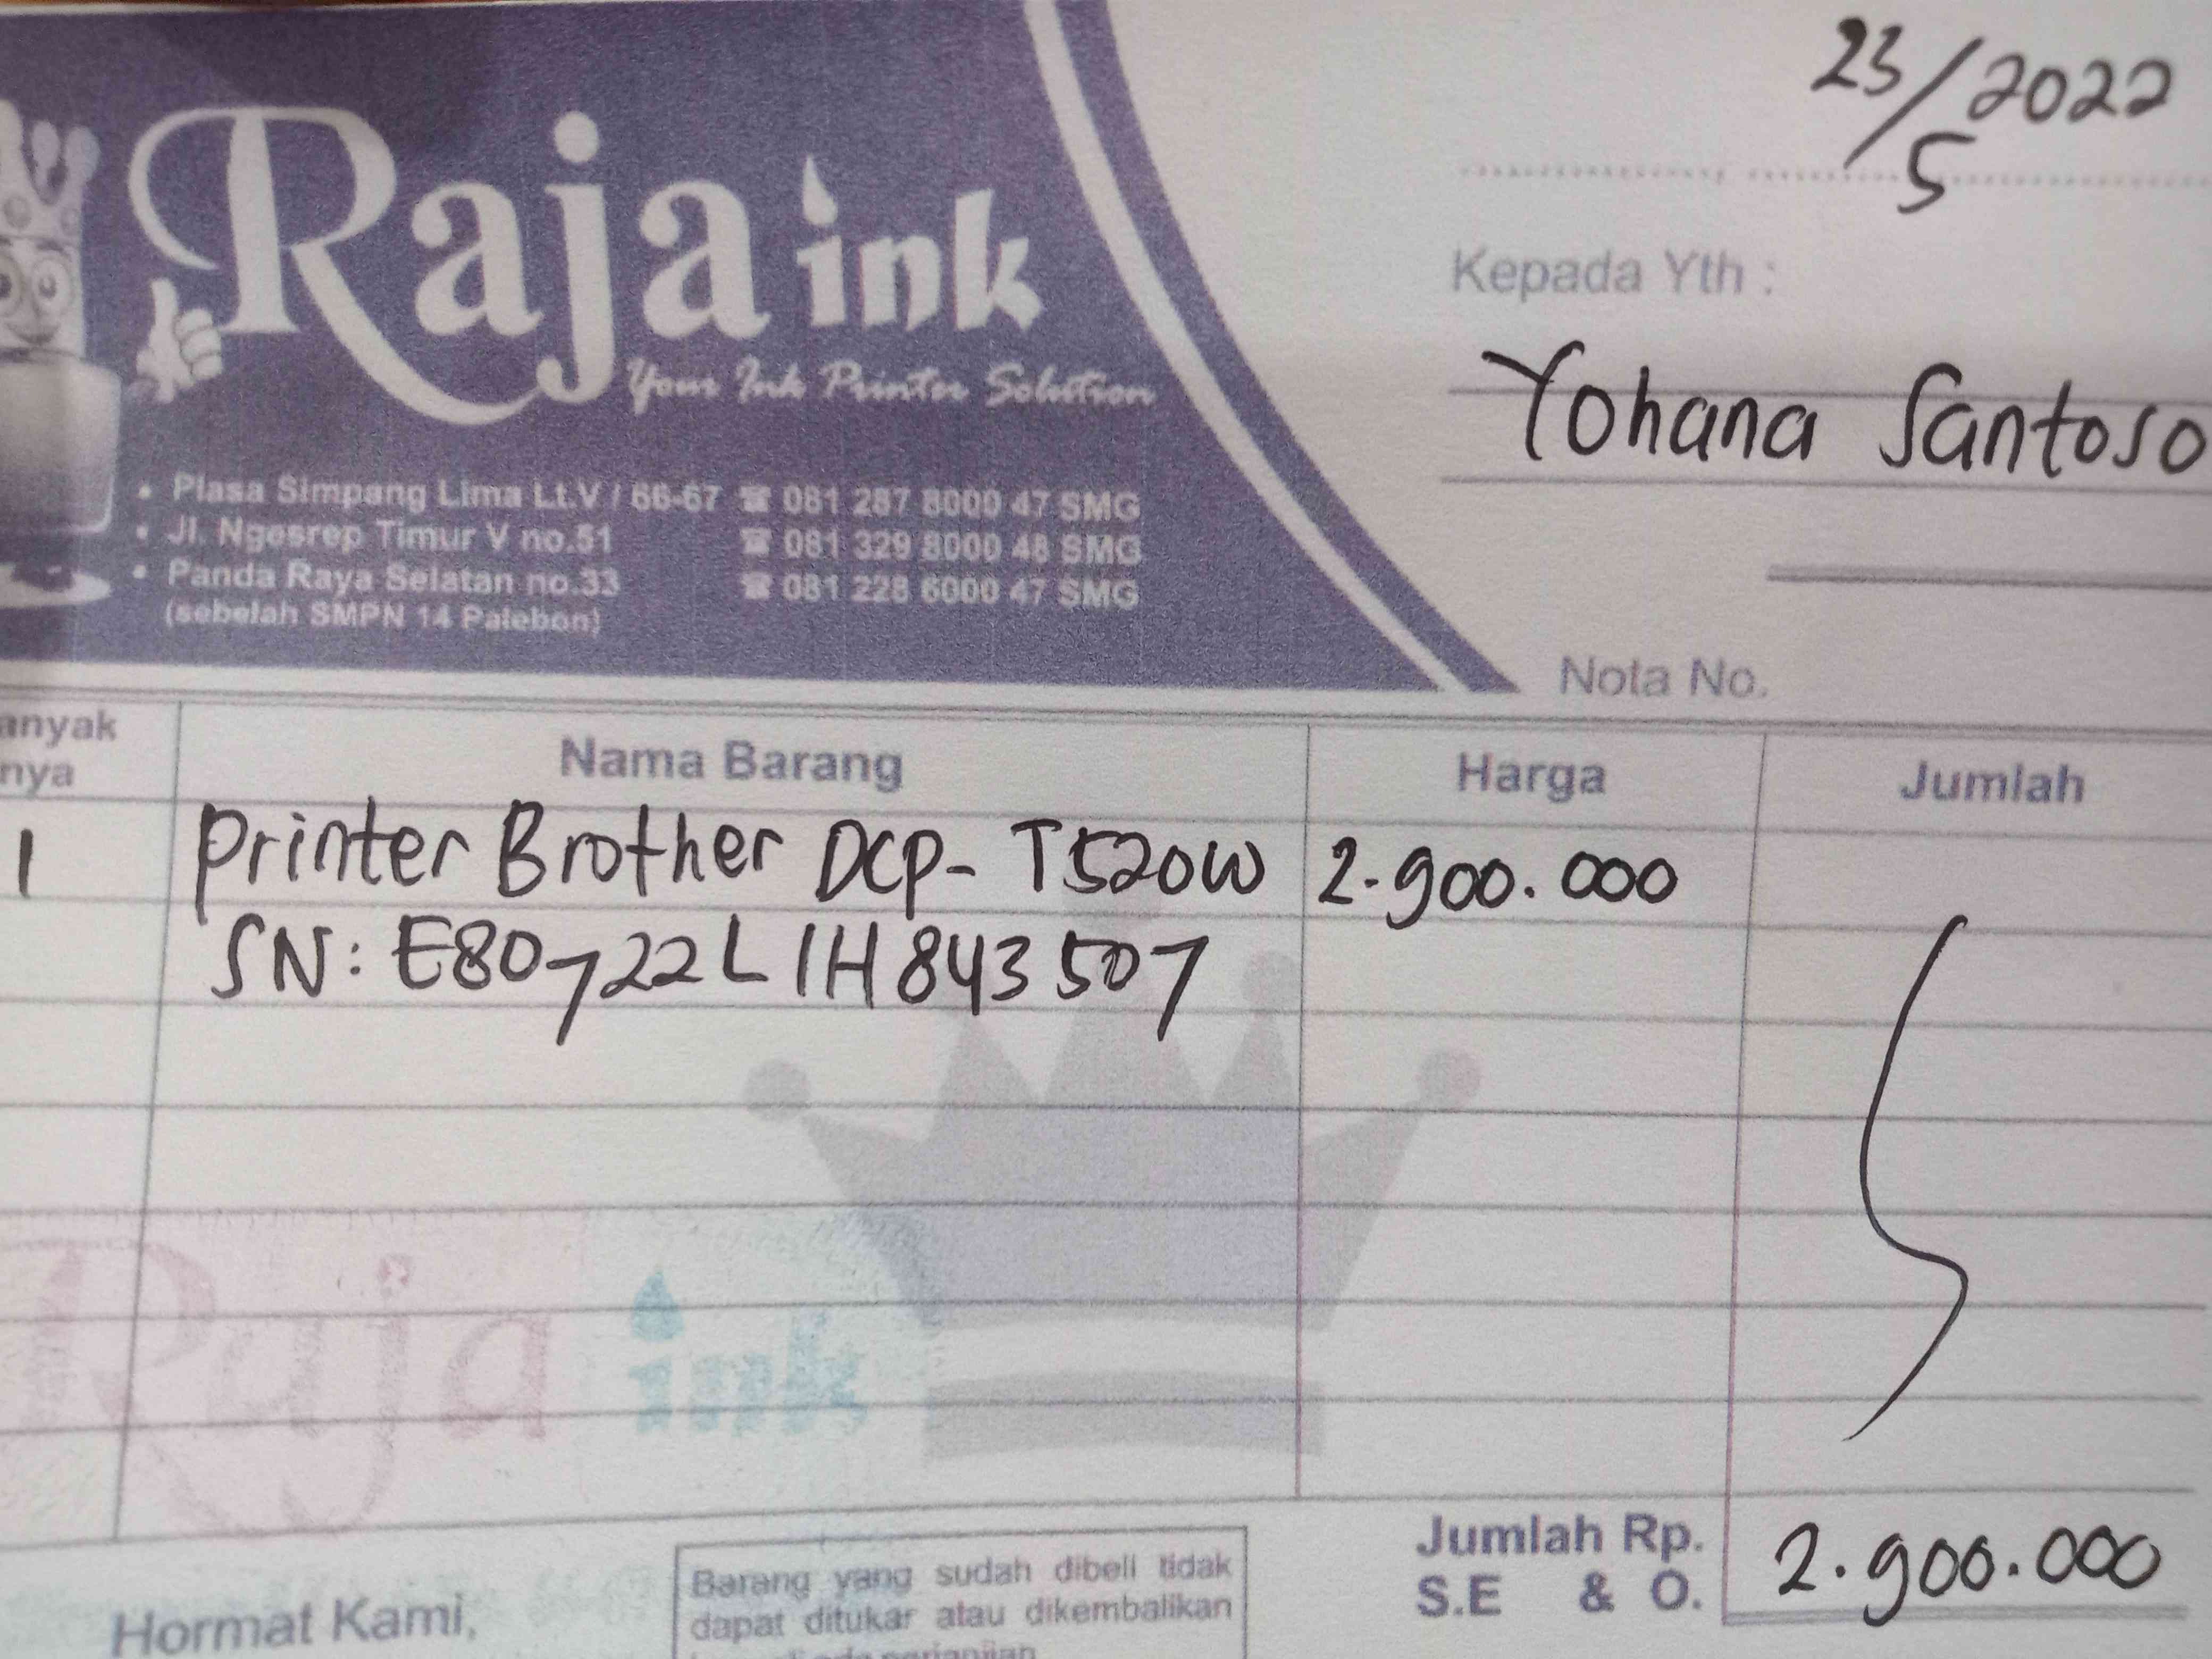 Raja ink
Your Ink Printer Solution
• Plasa Simpang Lima Lt.V / 66-67 ☎ 081 287 8000 47 SMG
• Jl. Ngesrep Timur V no.51 ☎ 081 329 8000 48 SMG
• Panda Raya Selatan no.33 ☎ 081 228 6000 47 SMG
(sebelah SMPN 14 Palebon)
23/5 2022
Kepada Yth :
Yohana Santoso
Nota No.
anyak
nya
Nama Barang
Harga
Jumlah
1 Printer Brother DCP- T520W 2.900.000
SN: E80722L1H843507
Raja ink
Jumlah Rp. 2.900.000
S.E & O.
Hormat Kami,
Barang yang sudah dibeli tidak
dapat ditukar atau dikembalikan